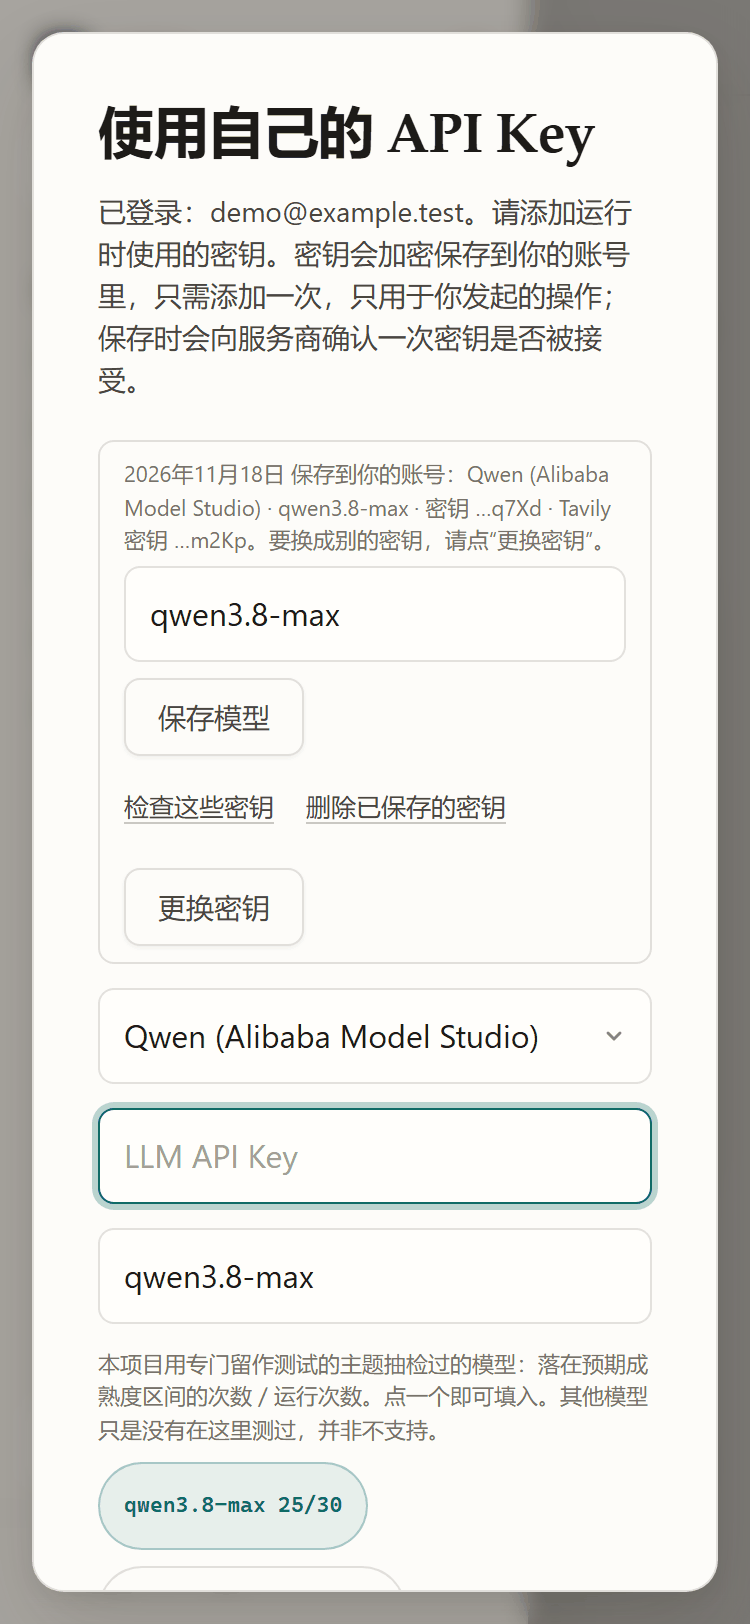 使用自己的 API Key
已登录：demo@example.test。请添加运行
时使用的密钥。密钥会加密保存到你的账号
里，只需添加一次，只用于你发起的操作；
保存时会向服务商确认一次密钥是否被接
受。
2026年11月18日 保存到你的账号：Qwen (Alibaba
Model Studio) · qwen3.8-max · 密钥 …q7Xd · Tavily
密钥 …m2Kp。要换成别的密钥，请点“更换密钥”。
qwen3.8-max
保存模型
检查这些密钥 删除已保存的密钥
更换密钥
Qwen (Alibaba Model Studio)
LLM API Key
qwen3.8-max
本项目用专门留作测试的主题抽检过的模型：落在预期成
熟度区间的次数 / 运行次数。点一个即可填入。其他模型
只是没有在这里测过，并非不支持。
qwen3.8-max 25/30